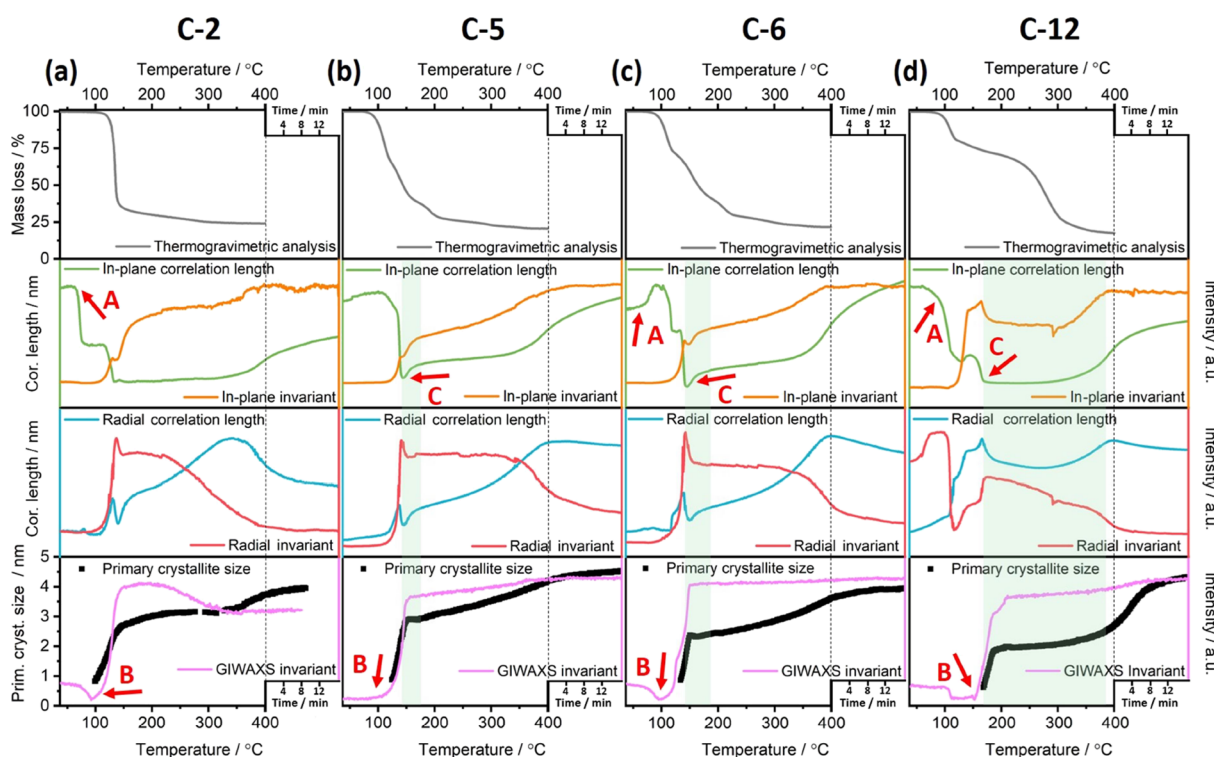 C-2 C-5 C-6 C-12
(a) (b) (c) (d)
Temperature / °C Temperature / °C Temperature / °C Temperature / °C
100 200 300 400 100 200 300 400 100 200 300 400 100 200 300 400
Time / min Time / min Time / min Time / min
4 8 12 4 8 12 4 8 12 4 8 12
Mass loss / %
100
75
50
25
0
Thermogravimetric analysis Thermogravimetric analysis Thermogravimetric analysis Thermogravimetric analysis
Cor. length / nm
In-plane correlation length In-plane correlation length In-plane correlation length In-plane correlation length
A A A
C C C
In-plane invariant In-plane invariant In-plane invariant In-plane invariant
Intensity / a.u.
Cor. length / nm
Radial correlation length Radial correlation length Radial correlation length Radial correlation length
Radial invariant Radial invariant Radial invariant Radial invariant
Intensity / a.u.
Prim. cryst. size / nm
5
4
3
2
1
0
Primary crystallite size Primary crystallite size Primary crystallite size Primary crystallite size
B B B B
GIWAXS invariant GIWAXS invariant GIWAXS invariant GIWAXS Invariant
Intensity / a.u.
4 8 12 4 8 12 4 8 12 4 8 12
Time / min Time / min Time / min Time / min
100 200 300 400 100 200 300 400 100 200 300 400 100 200 300 400
Temperature / °C Temperature / °C Temperature / °C Temperature / °C